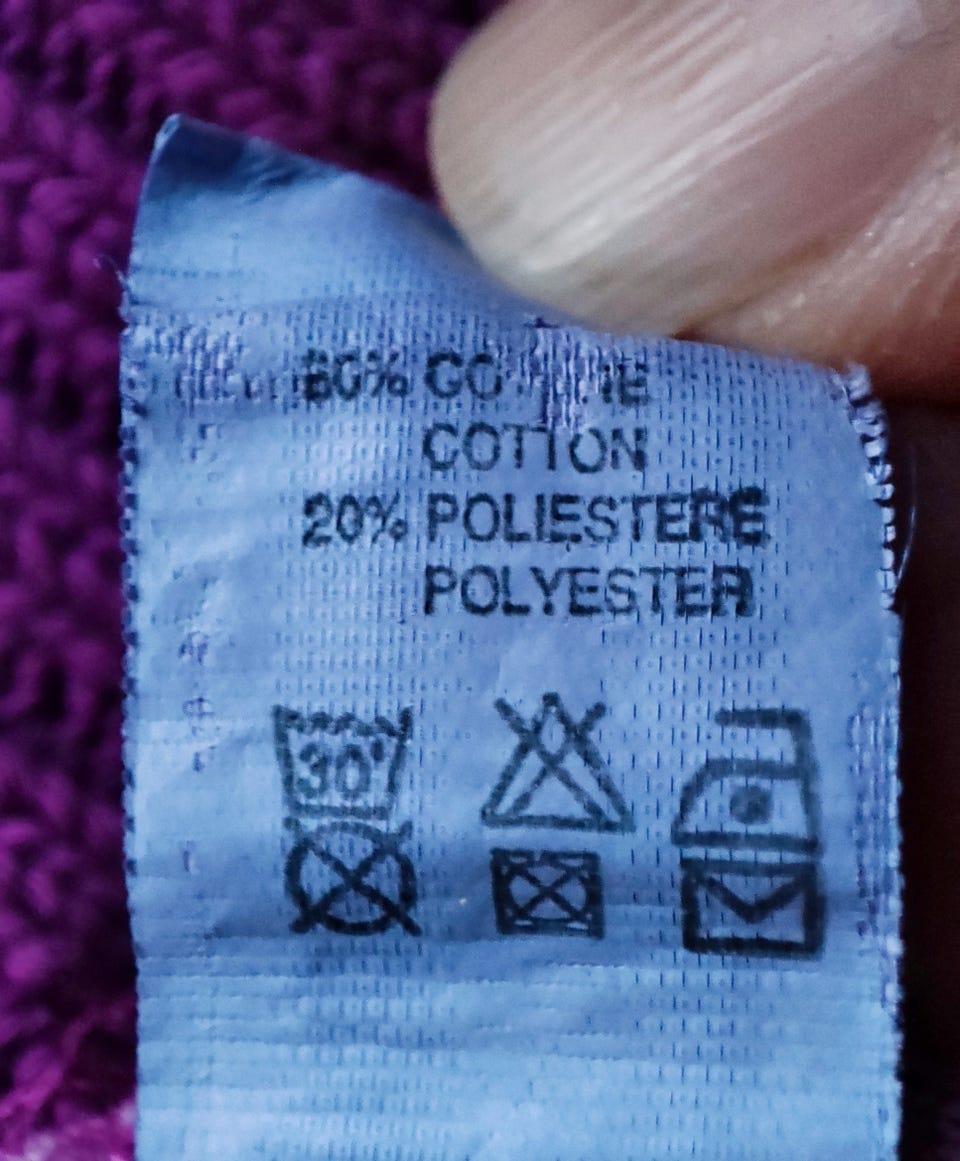 80%
COTTON
20% POLIESTERE
POLYESTER
30°